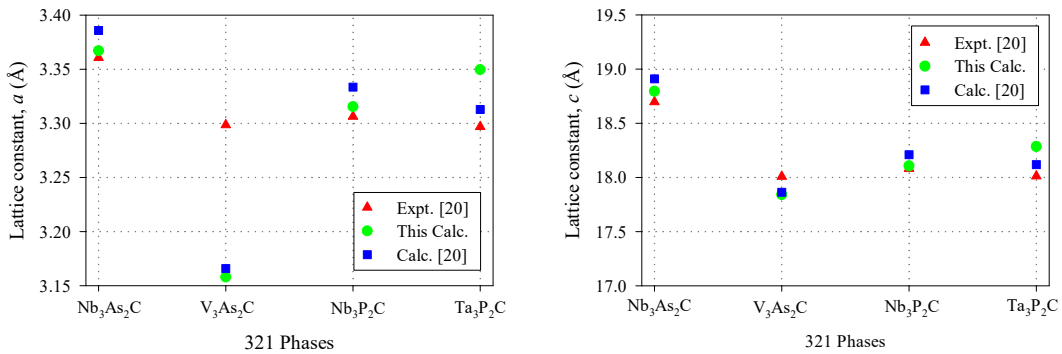 3.40
3.35
3.30
3.25
3.20
3.15
Lattice constant, a (Å)
Expt. [20]
This Calc.
Calc. [20]
Nb₃As₂C
V₃As₂C
Nb₃P₂C
Ta₃P₂C
321 Phases
19.5
19.0
18.5
18.0
17.5
17.0
Lattice constant, c (Å)
Expt. [20]
This Calc.
Calc. [20]
Nb₃As₂C
V₃As₂C
Nb₃P₂C
Ta₃P₂C
321 Phases